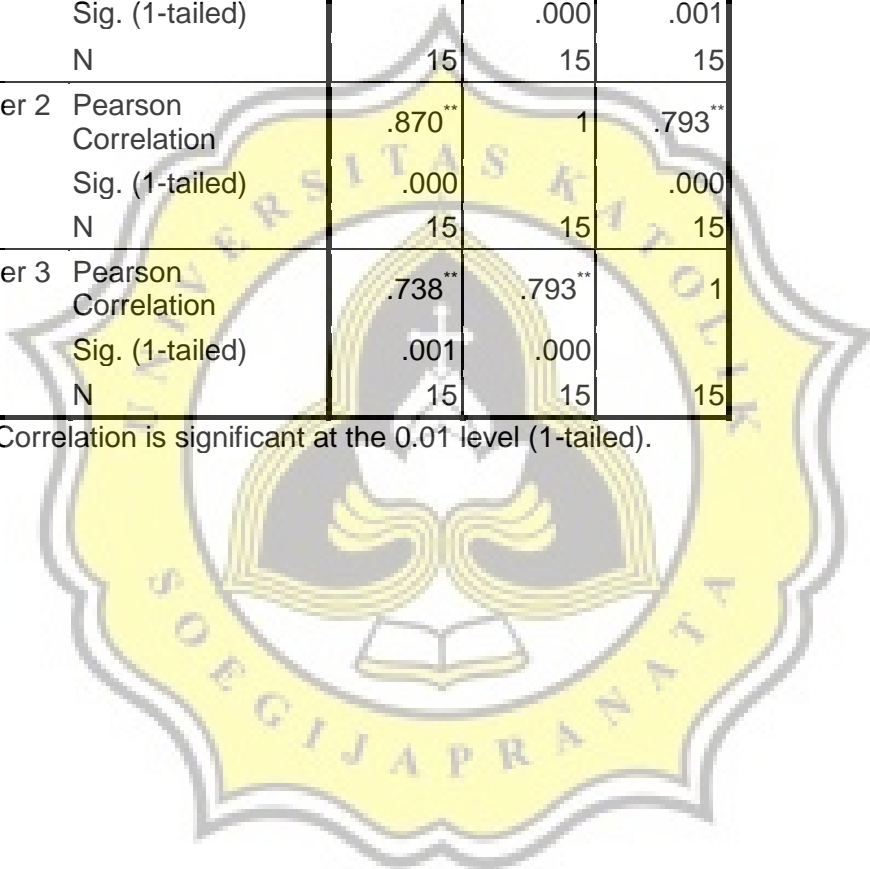 Sig. (1-tailed) .000 .001
N 15 15 15
er 2 Pearson Correlation .870** 1 .793**
Sig. (1-tailed) .000 .000
N 15 15 15
er 3 Pearson Correlation .738** .793** 1
Sig. (1-tailed) .001 .000
N 15 15 15
Correlation is significant at the 0.01 level (1-tailed).
UNIVERSITAS KATOLIK
SOEGIJAPRANATA